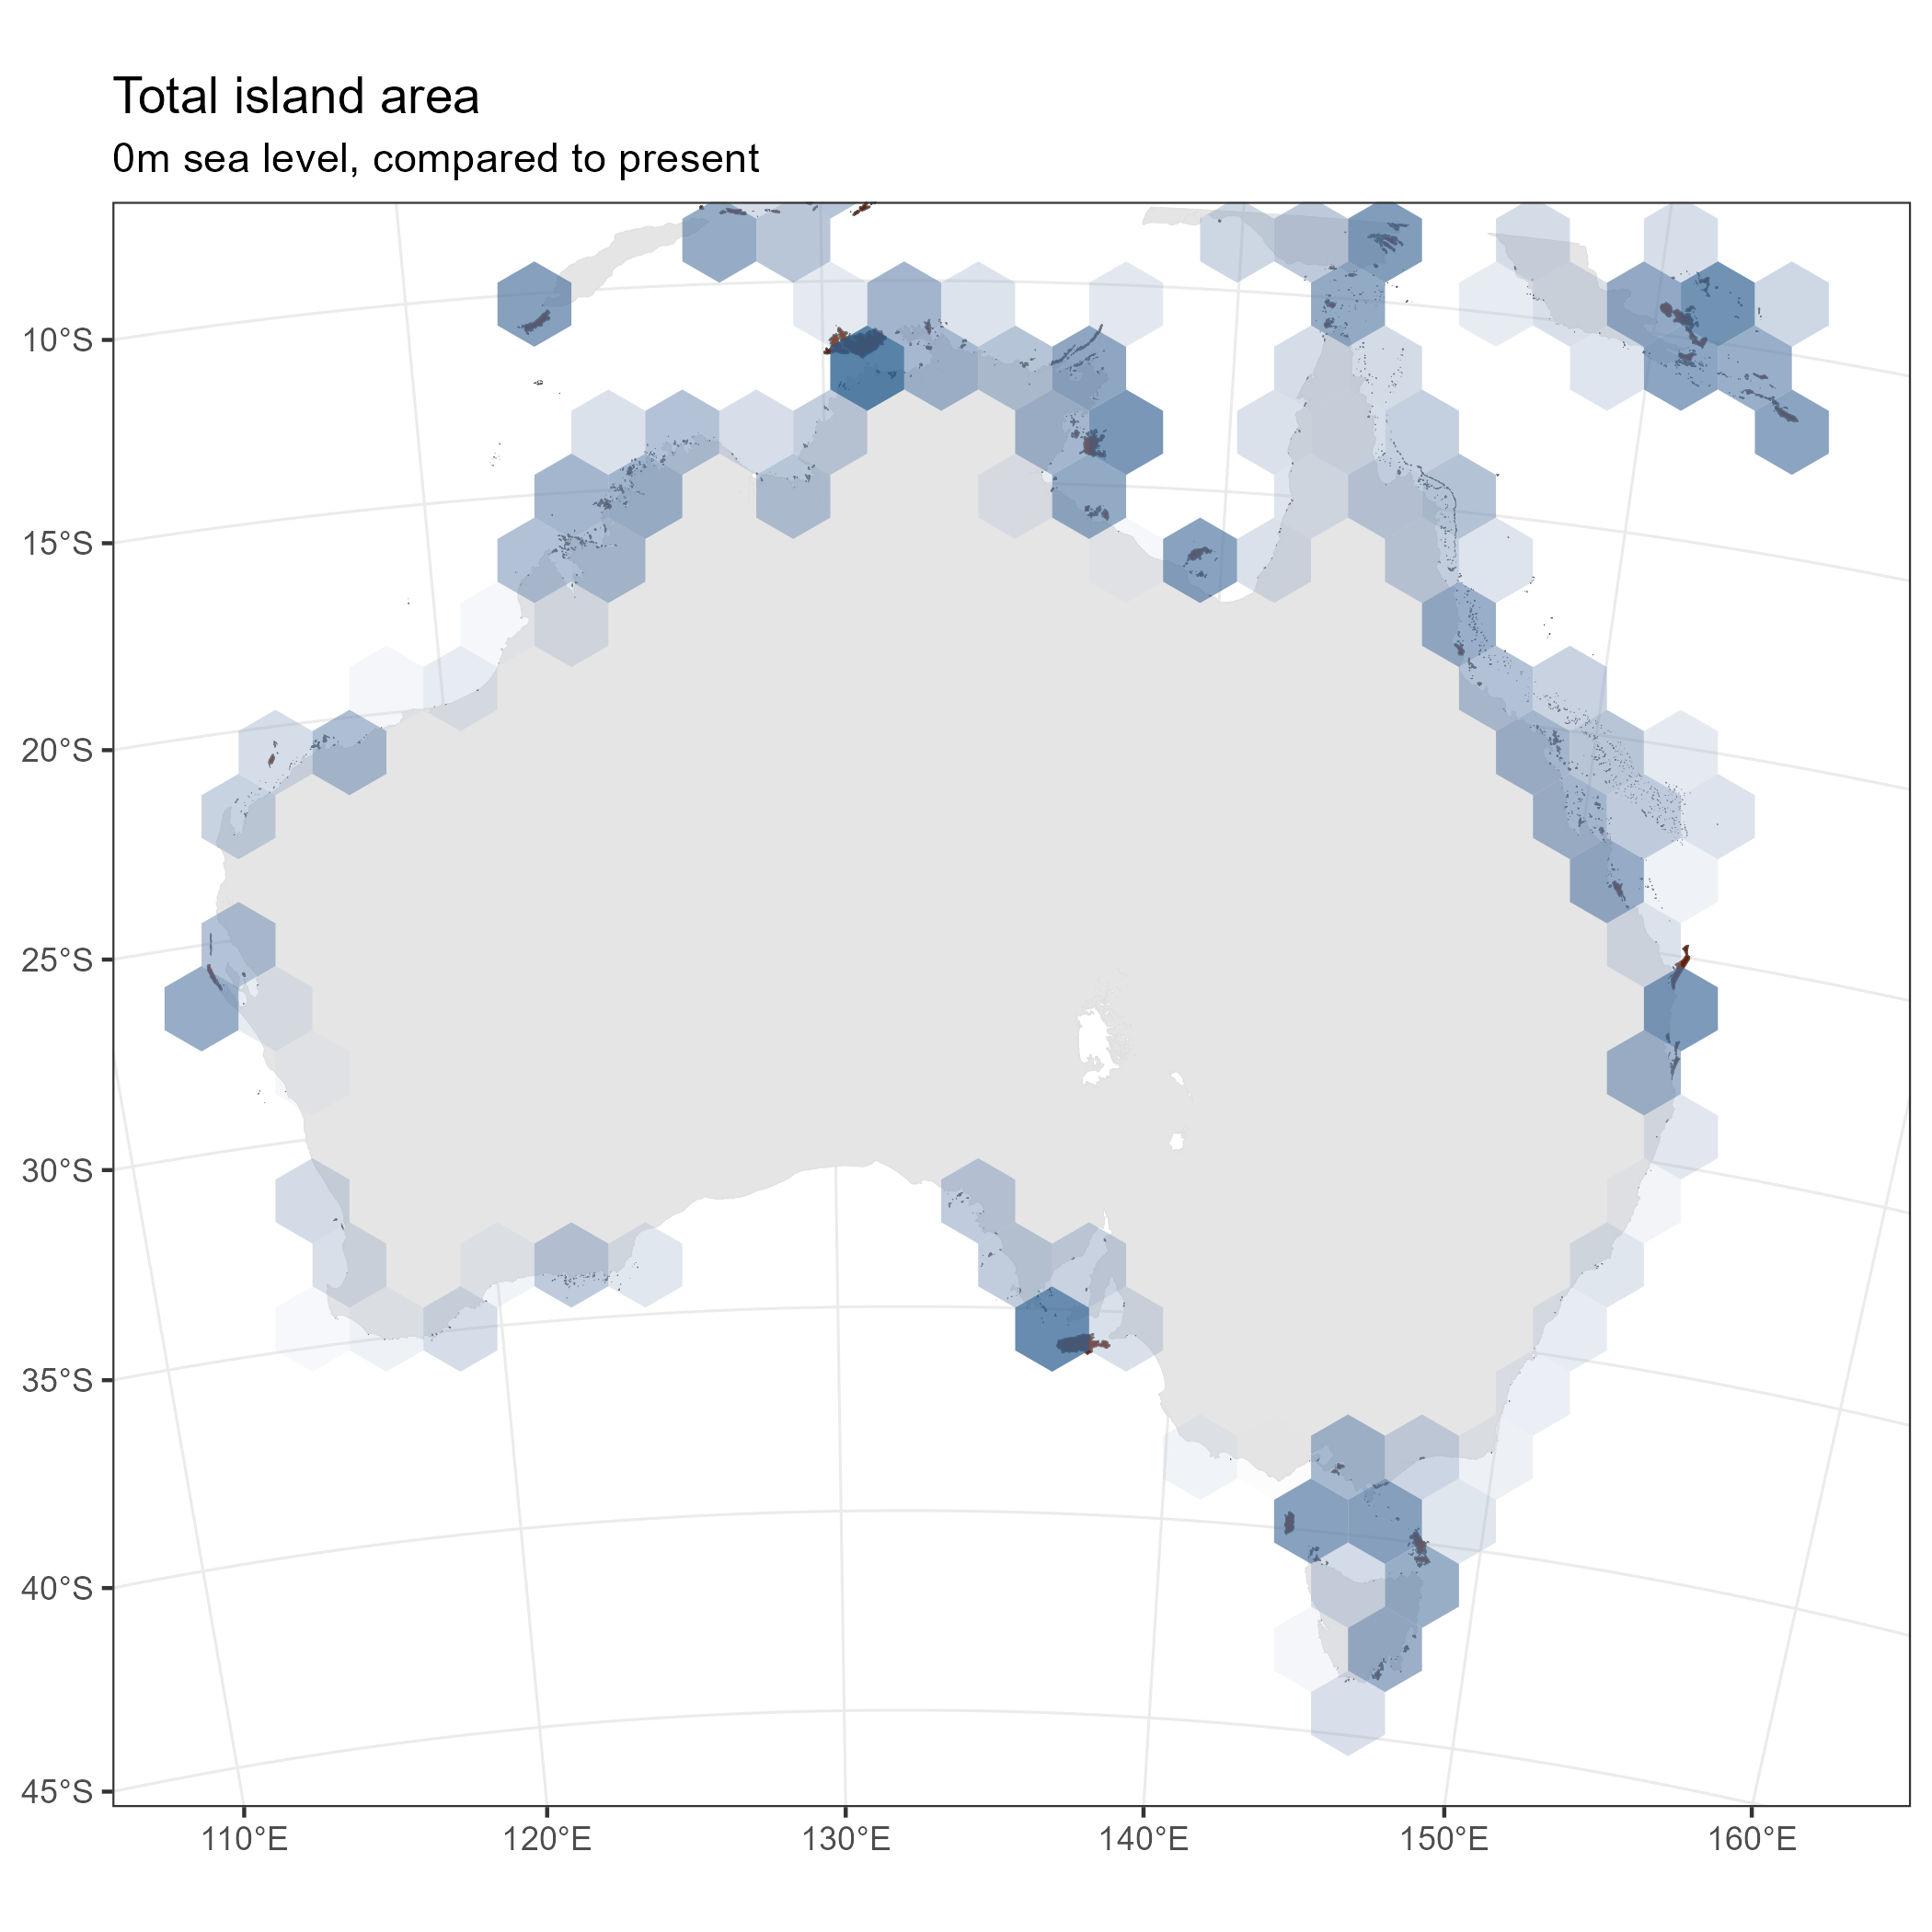 Total island area
0m sea level, compared to present
10°S
15°S
20°S
25°S
30°S
35°S
40°S
45°S
110°E
120°E
130°E
140°E
150°E
160°E